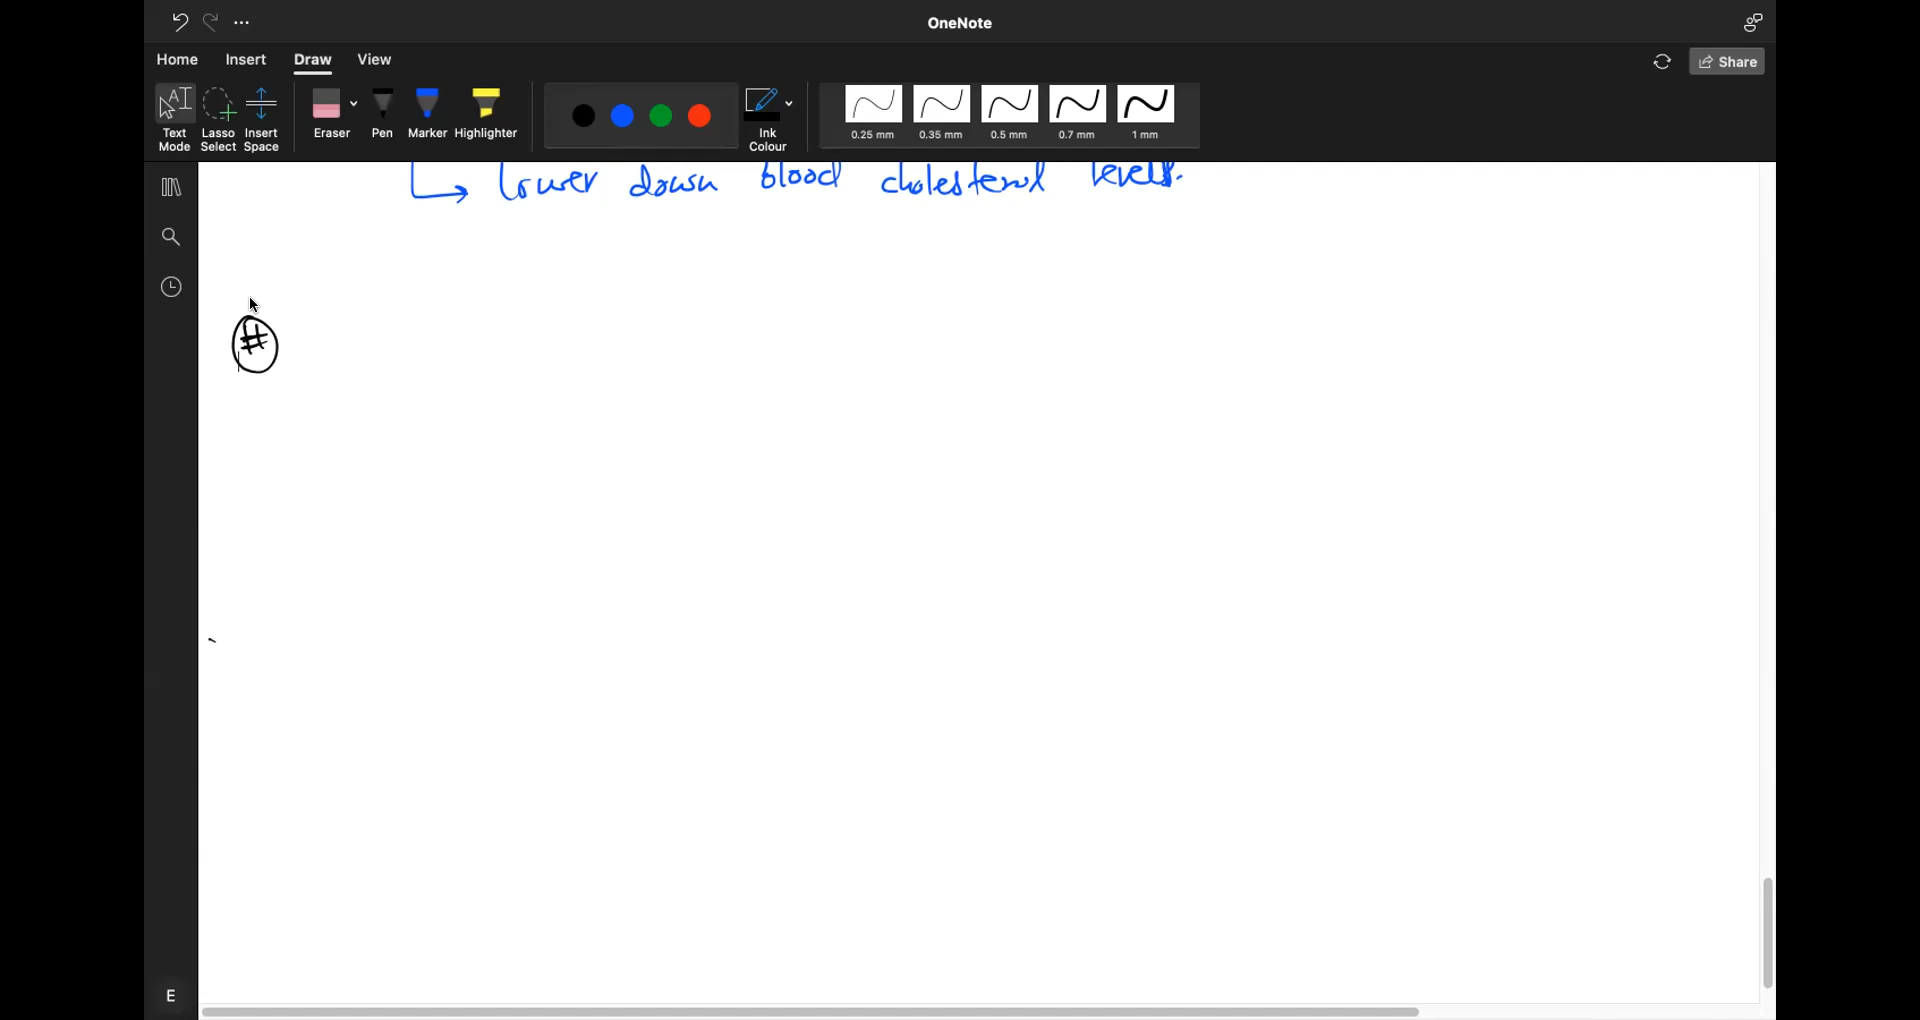 OneNote
Home Insert Draw View
Share
Text Mode
Lasso Select
Insert Space
Eraser
Pen
Marker
Highlighter
Ink Colour
0.25 mm
0.35 mm
0.5 mm
0.7 mm
1 mm
↳ lower down blood cholesterol levels.
#
E